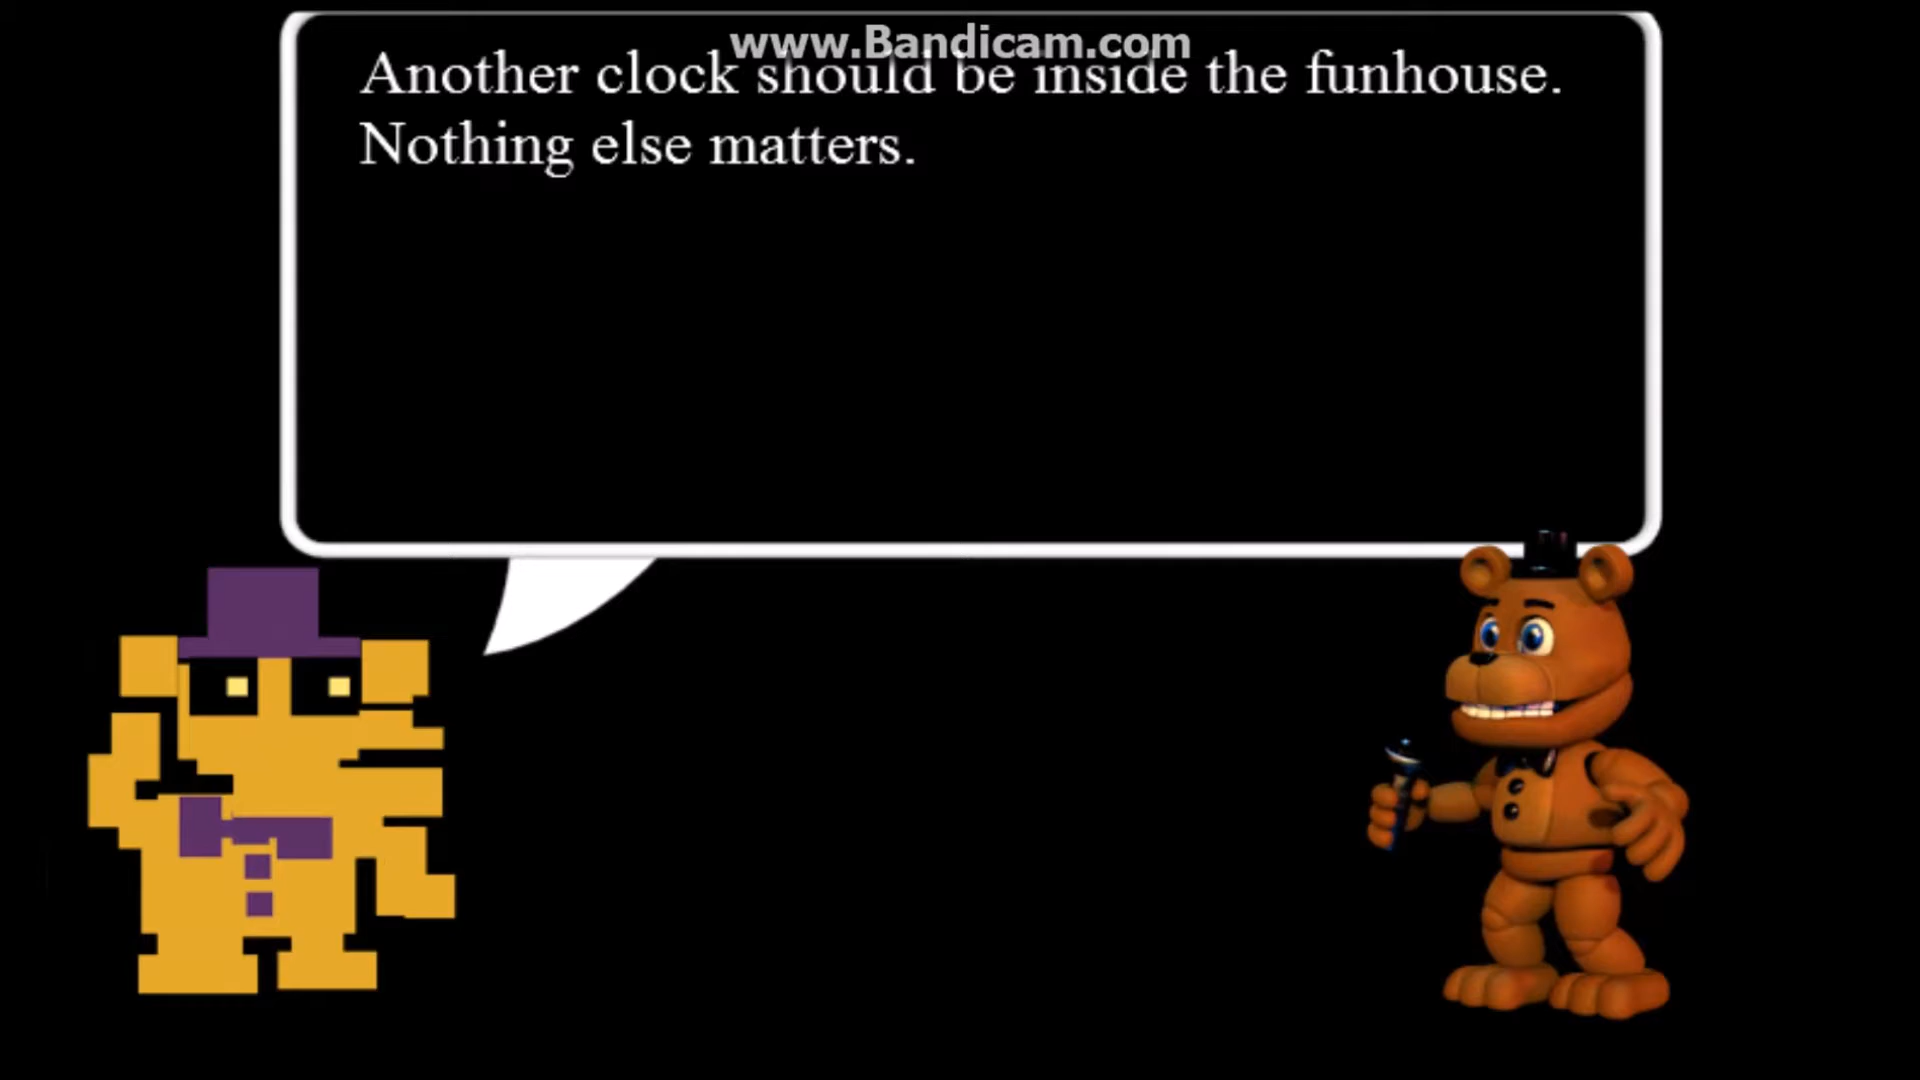 www.Bandicam.com
Another clock should be inside the funhouse.
Nothing else matters.